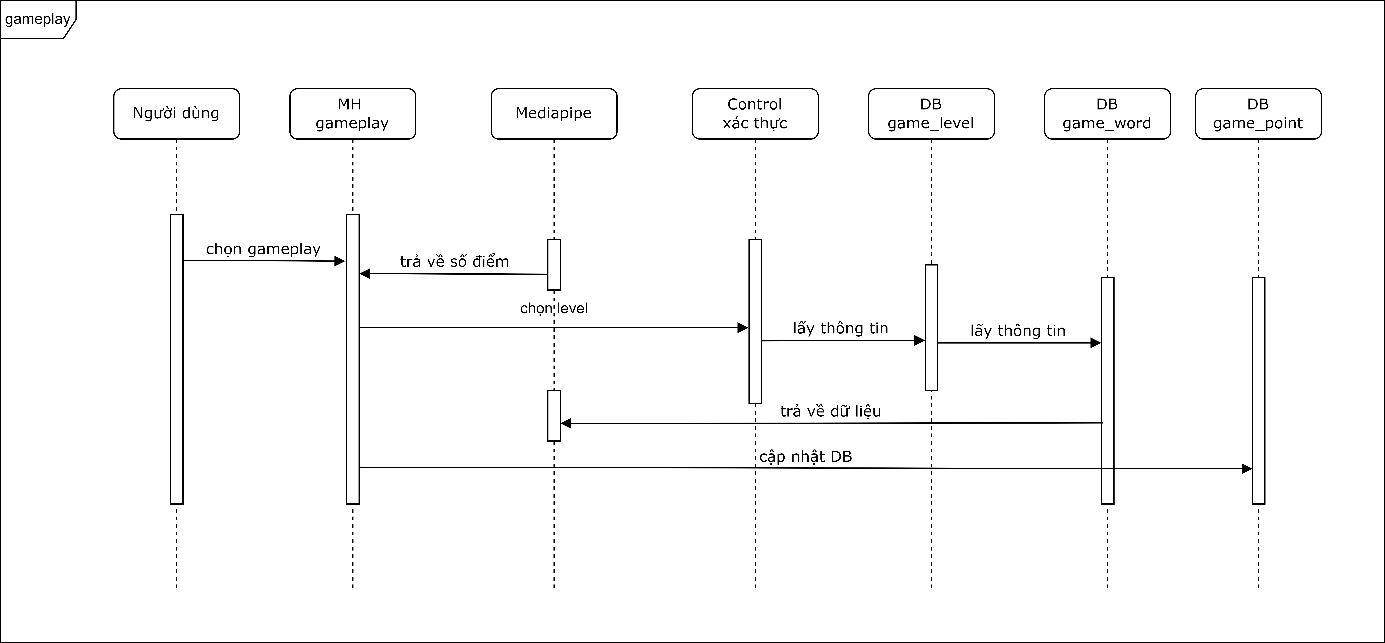 gameplay
Người dùng
MH
gameplay
Mediapipe
Control
xác thực
DB
game_level
DB
game_word
DB
game_point
chọn gameplay
trả về số điểm
chọn level
lấy thông tin
lấy thông tin
trả về dữ liệu
cập nhật DB